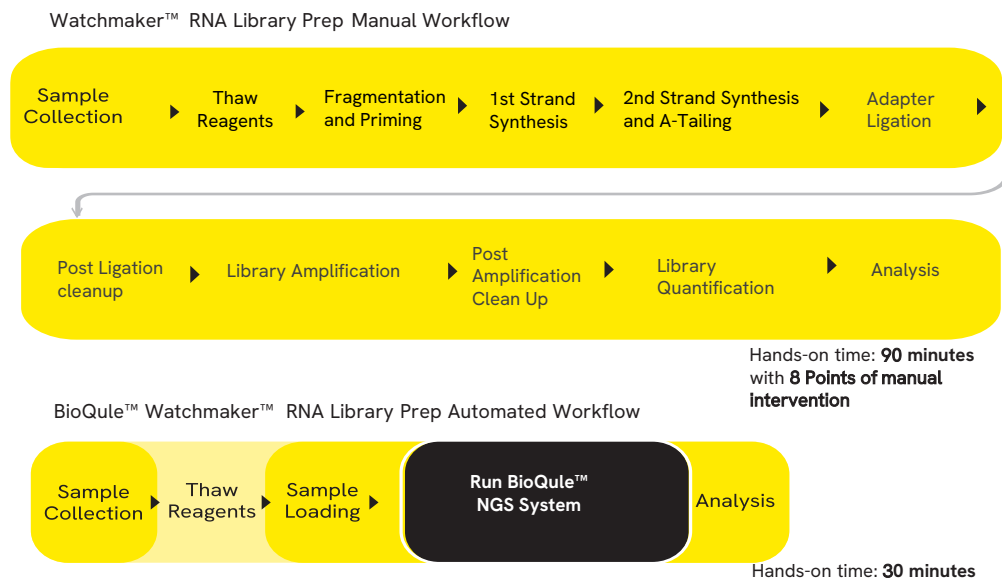 Watchmaker™ RNA Library Prep Manual Workflow
Sample
Collection
Thaw
Reagents
Fragmentation
and Priming
1st Strand
Synthesis
2nd Strand Synthesis
and A-Tailing
Adapter
Ligation
Post Ligation
cleanup
Library Amplification
Post
Amplification
Clean Up
Library
Quantification
Analysis
Hands-on time: 90 minutes
with 8 Points of manual
intervention
BioQule™ Watchmaker™ RNA Library Prep Automated Workflow
Sample
Collection
Thaw
Reagents
Sample
Loading
Run BioQule™
NGS System
Analysis
Hands-on time: 30 minutes